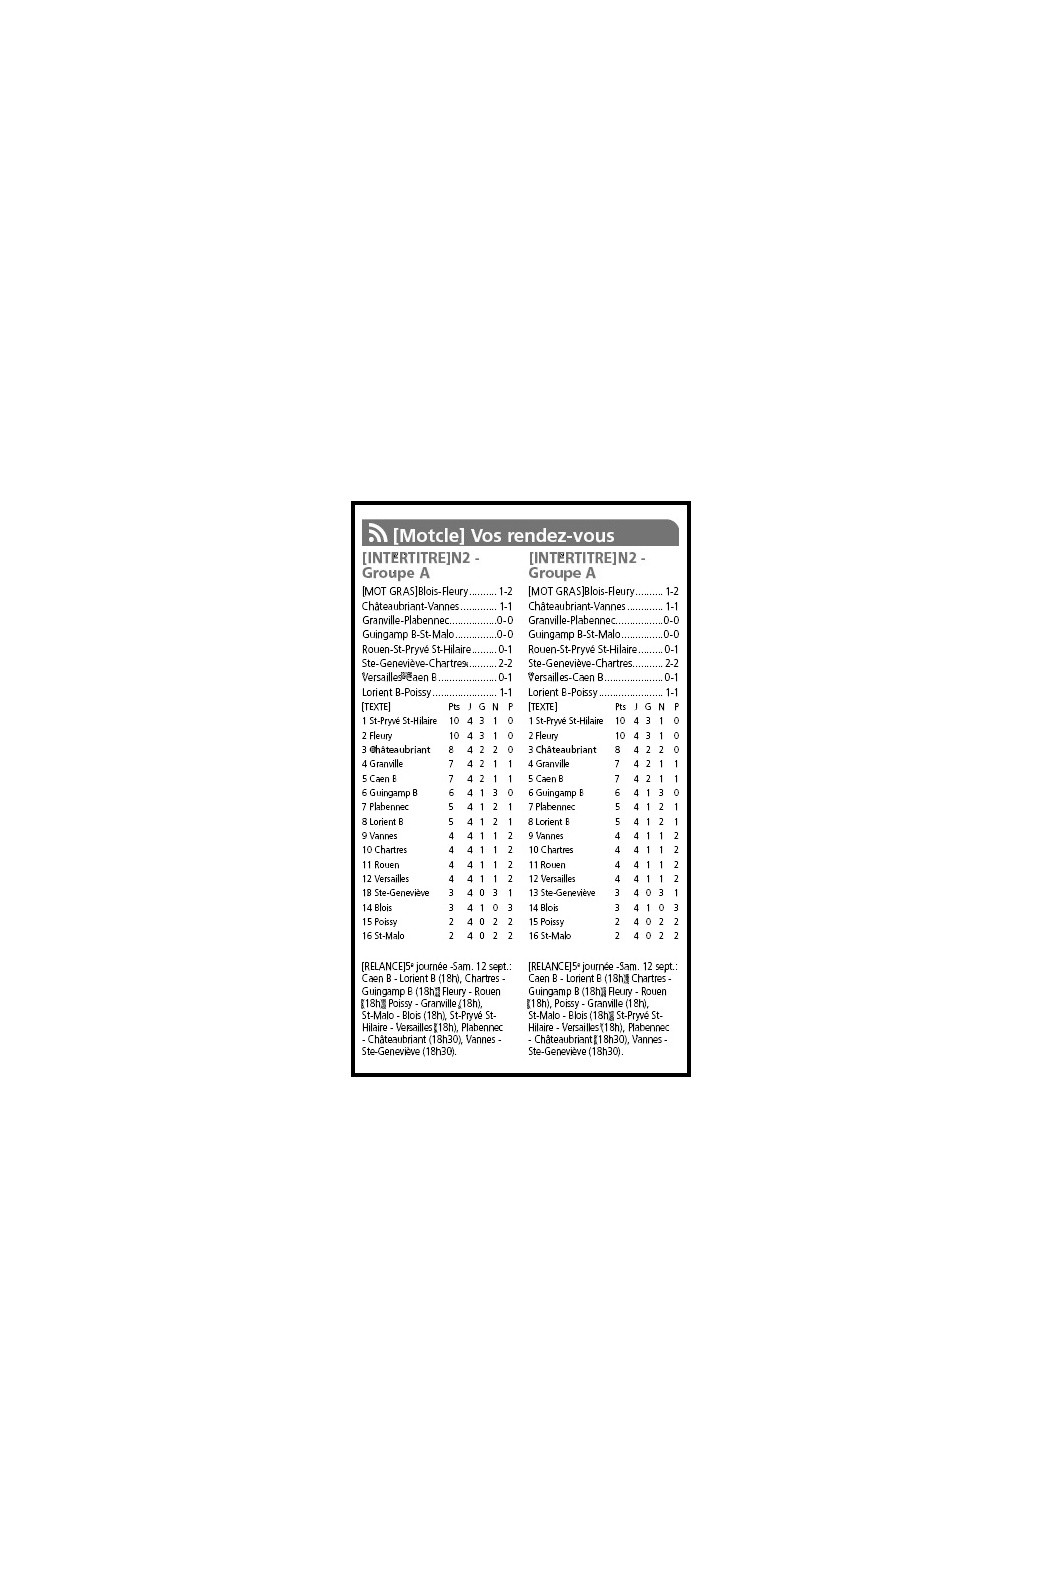 [Motcle] Vos rendez-vous
[INTERTITRE]N2 -
Groupe A
[MOT GRAS]Blois-Fleury.......... 1-2
Châteaubriant-Vannes............. 1-1
Granville-Plabennec.................0-0
Guingamp B-St-Malo...............0-0
Rouen-St-Pryvé St-Hilaire......... 0-1
Ste-Geneviève-Chartres.......... 2-2
Versailles-Caen B...................... 0-1
Lorient B-Poissy........................ 1-1
[TEXTE] Pts J G N P
1 St-Pryvé St-Hilaire 10 4 3 1 0
2 Fleury 10 4 3 1 0
3 Châteaubriant 8 4 2 2 0
4 Granville 7 4 2 1 1
5 Caen B 7 4 2 1 1
6 Guingamp B 6 4 1 3 0
7 Plabennec 5 4 1 2 1
8 Lorient B 5 4 1 2 1
9 Vannes 4 4 1 1 2
10 Chartres 4 4 1 1 2
11 Rouen 4 4 1 1 2
12 Versailles 4 4 1 1 2
18 Ste-Geneviève 3 4 0 3 1
14 Blois 3 4 1 0 3
15 Poissy 2 4 0 2 2
16 St-Malo 2 4 0 2 2
[RELANCE]5e journée -Sam. 12 sept.:
Caen B - Lorient B (18h), Chartres -
Guingamp B (18h), Fleury - Rouen
(18h), Poissy - Granville (18h),
St-Malo - Blois (18h), St-Pryvé St-
Hilaire - Versailles (18h), Plabennec
- Châteaubriant (18h30), Vannes -
Ste-Geneviève (18h30).
[INTERTITRE]N2 -
Groupe A
[MOT GRAS]Blois-Fleury.......... 1-2
Châteaubriant-Vannes............. 1-1
Granville-Plabennec.................0-0
Guingamp B-St-Malo...............0-0
Rouen-St-Pryvé St-Hilaire......... 0-1
Ste-Geneviève-Chartres........... 2-2
Versailles-Caen B...................... 0-1
Lorient B-Poissy........................ 1-1
[TEXTE] Pts J G N P
1 St-Pryvé St-Hilaire 10 4 3 1 0
2 Fleury 10 4 3 1 0
3 Châteaubriant 8 4 2 2 0
4 Granville 7 4 2 1 1
5 Caen B 7 4 2 1 1
6 Guingamp B 6 4 1 3 0
7 Plabennec 5 4 1 2 1
8 Lorient B 5 4 1 2 1
9 Vannes 4 4 1 1 2
10 Chartres 4 4 1 1 2
11 Rouen 4 4 1 1 2
12 Versailles 4 4 1 1 2
13 Ste-Geneviève 3 4 0 3 1
14 Blois 3 4 1 0 3
15 Poissy 2 4 0 2 2
16 St-Malo 2 4 0 2 2
[RELANCE]5e journée -Sam. 12 sept.:
Caen B - Lorient B (18h), Chartres -
Guingamp B (18h), Fleury - Rouen
(18h), Poissy - Granville (18h),
St-Malo - Blois (18h), St-Pryvé St-
Hilaire - Versailles (18h), Plabennec
- Châteaubriant (18h30), Vannes -
Ste-Geneviève (18h30).